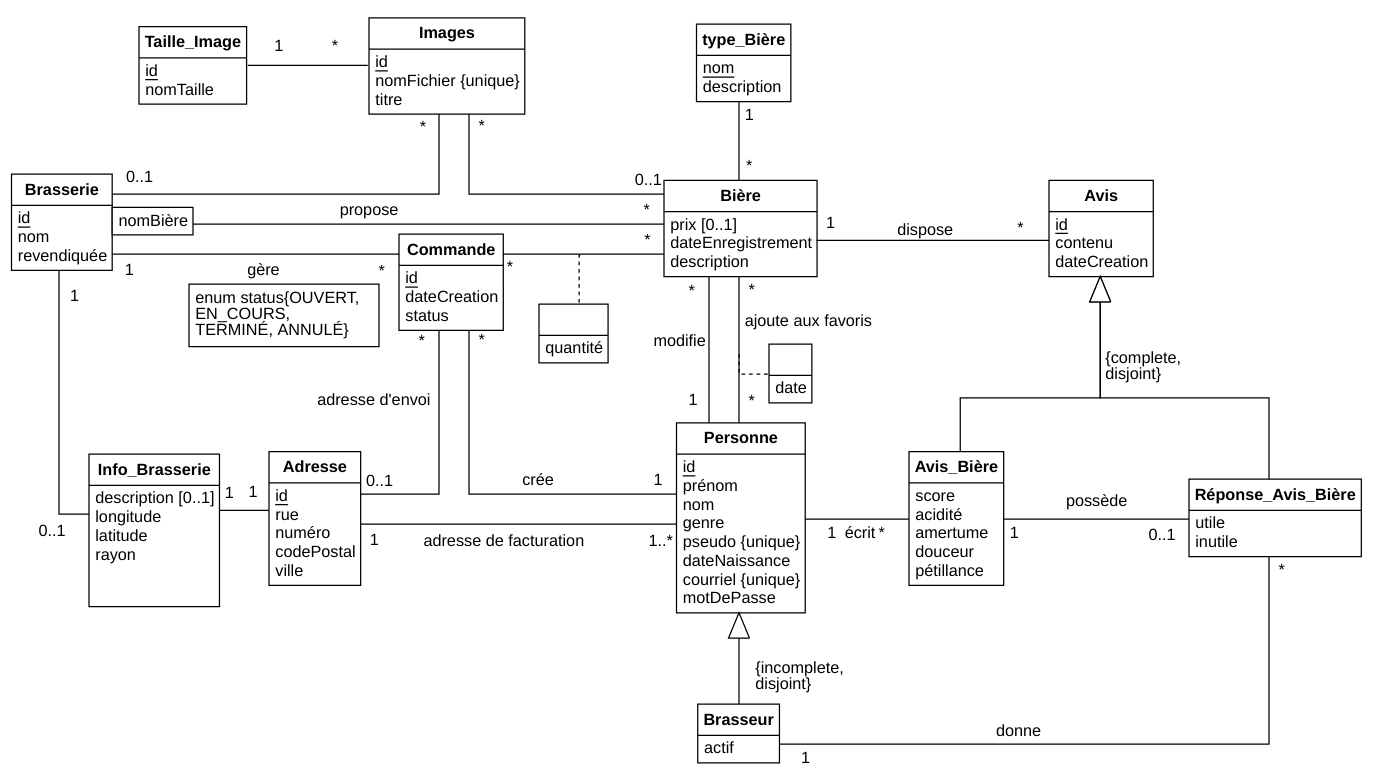 Taille_Image
id
nomTaille
1
*
Images
id
nomFichier {unique}
titre
*
*
type_Bière
nom
description
1
*
0..1
0..1
Brasserie
id
nom
revendiquée
nomBière
propose
*
*
Bière
prix [0..1]
dateEnregistrement
description
1
dispose
*
Avis
id
contenu
dateCreation
1
gère
*
Commande
id
dateCreation
status
*
enum status{OUVERT,
EN_COURS,
TERMINÉ, ANNULÉ}
quantité
1
*
*
*
*
modifie
ajoute aux favoris
date
1
*
{complete,
disjoint}
adresse d'envoi
0..1
crée
1
Info_Brasserie
description [0..1]
longitude
latitude
rayon
0..1
1
1
Adresse
id
rue
numéro
codePostal
ville
1
adresse de facturation
1..*
Personne
id
prénom
nom
genre
pseudo {unique}
dateNaissance
courriel {unique}
motDePasse
1
écrit
*
Avis_Bière
score
acidité
amertume
douceur
pétillance
1
possède
0..1
Réponse_Avis_Bière
utile
inutile
*
{incomplete,
disjoint}
Brasseur
actif
1
donne